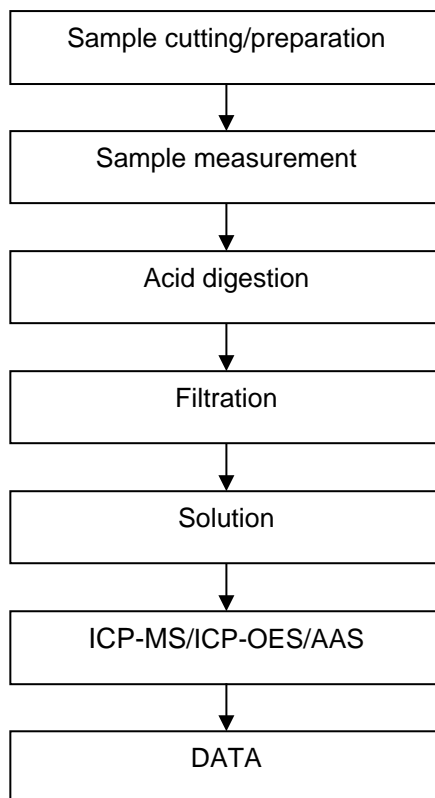 Sample cutting/preparation
Sample measurement
Acid digestion
Filtration
Solution
ICP-MS/ICP-OES/AAS
DATA